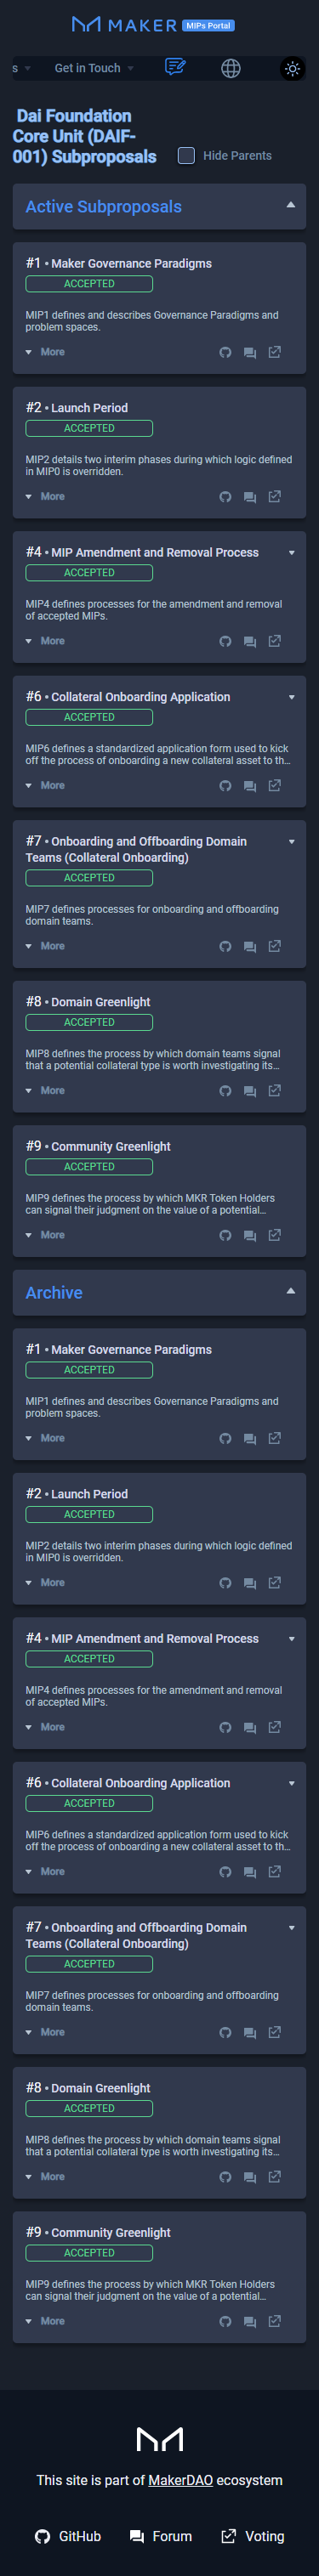 MAKER MIPs Portal
s Get in Touch
Dai Foundation
Core Unit (DAIF-
001) Subproposals
Hide Parents
Active Subproposals
#1 • Maker Governance Paradigms
ACCEPTED
MIP1 defines and describes Governance Paradigms and
problem spaces.
More
#2 • Launch Period
ACCEPTED
MIP2 details two interim phases during which logic defined
in MIP0 is overridden.
More
#4 • MIP Amendment and Removal Process
ACCEPTED
MIP4 defines processes for the amendment and removal
of accepted MIPs.
More
#6 • Collateral Onboarding Application
ACCEPTED
MIP6 defines a standardized application form used to kick
off the process of onboarding a new collateral asset to th...
More
#7 • Onboarding and Offboarding Domain
Teams (Collateral Onboarding)
ACCEPTED
MIP7 defines processes for onboarding and offboarding
domain teams.
More
#8 • Domain Greenlight
ACCEPTED
MIP8 defines the process by which domain teams signal
that a potential collateral type is worth investigating its...
More
#9 • Community Greenlight
ACCEPTED
MIP9 defines the process by which MKR Token Holders
can signal their judgment on the value of a potential...
More
Archive
#1 • Maker Governance Paradigms
ACCEPTED
MIP1 defines and describes Governance Paradigms and
problem spaces.
More
#2 • Launch Period
ACCEPTED
MIP2 details two interim phases during which logic defined
in MIP0 is overridden.
More
#4 • MIP Amendment and Removal Process
ACCEPTED
MIP4 defines processes for the amendment and removal
of accepted MIPs.
More
#6 • Collateral Onboarding Application
ACCEPTED
MIP6 defines a standardized application form used to kick
off the process of onboarding a new collateral asset to th...
More
#7 • Onboarding and Offboarding Domain
Teams (Collateral Onboarding)
ACCEPTED
MIP7 defines processes for onboarding and offboarding
domain teams.
More
#8 • Domain Greenlight
ACCEPTED
MIP8 defines the process by which domain teams signal
that a potential collateral type is worth investigating its...
More
#9 • Community Greenlight
ACCEPTED
MIP9 defines the process by which MKR Token Holders
can signal their judgment on the value of a potential...
More
This site is part of MakerDAO ecosystem
GitHub Forum Voting